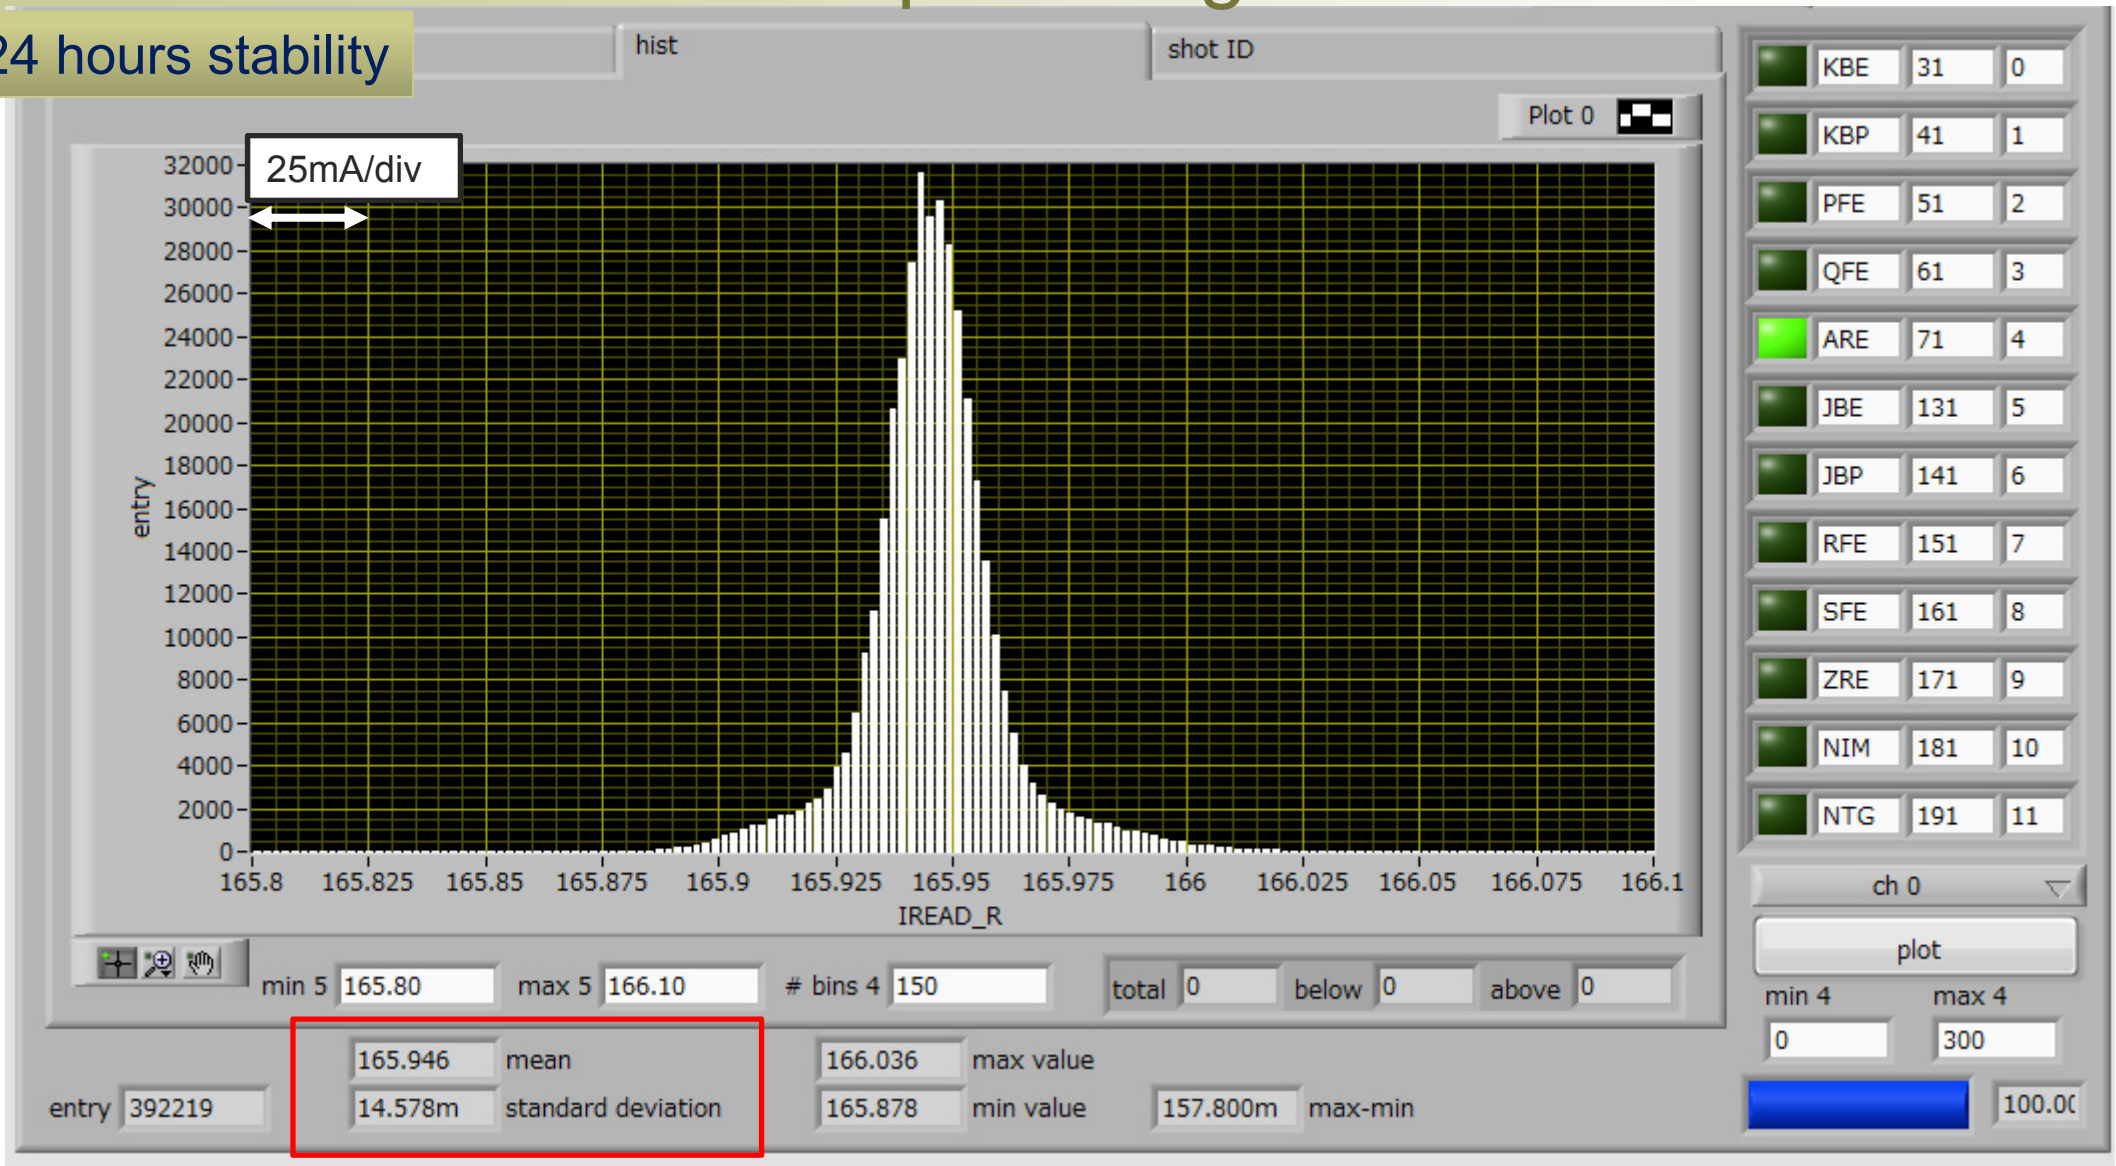 24 hours stability
hist
shot ID
Plot 0
25mA/div
32000
30000
28000
26000
24000
22000
20000
18000
16000
14000
12000
10000
8000
6000
4000
2000
0
entry
165.8 165.825 165.85 165.875 165.9 165.925 165.95 165.975 166 166.025 166.05 166.075 166.1
IREAD_R
min 5 165.80 max 5 166.10 # bins 4 150 total 0 below 0 above 0
165.946 mean 166.036 max value
entry 392219 14.578m standard deviation 165.878 min value 157.800m max-min
KBE 31 0
KBP 41 1
PFE 51 2
QFE 61 3
ARE 71 4
JBE 131 5
JBP 141 6
RFE 151 7
SFE 161 8
ZRE 171 9
NIM 181 10
NTG 191 11
ch 0
plot
min 4 max 4
0 300
100.00